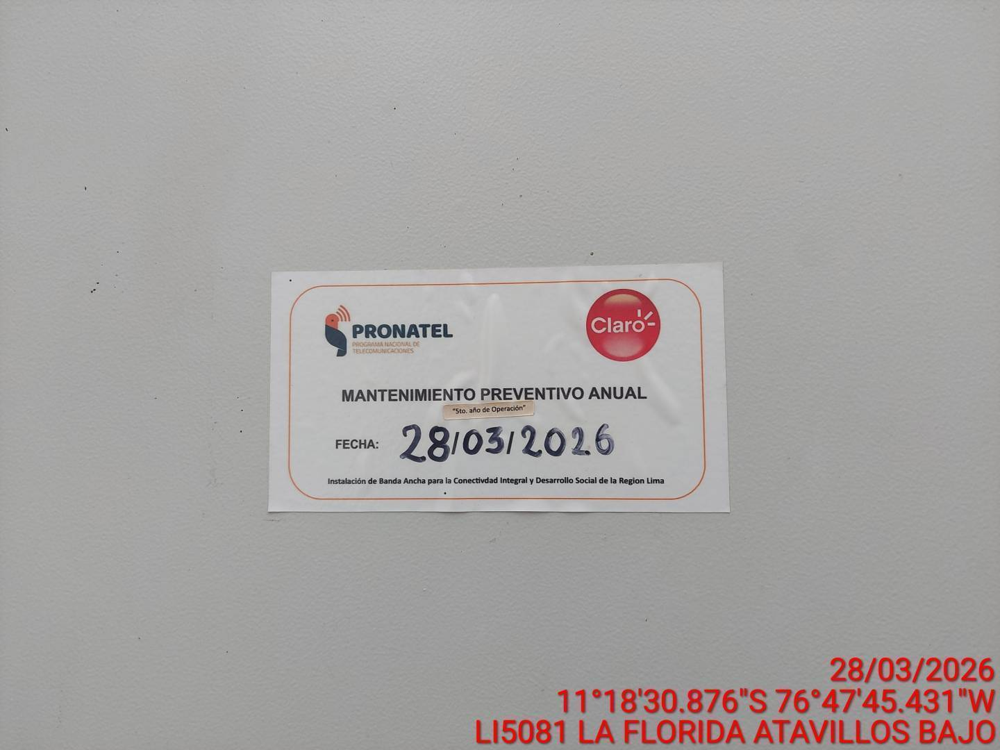 PRONATEL
PROGRAMA NACIONAL DE
TELECOMUNICACIONES
Claro
MANTENIMIENTO PREVENTIVO ANUAL
"5to. año de Operación"
FECHA: 28/03/2026
Instalación de Banda Ancha para la Conectivdad Integral y Desarrollo Social de la Region Lima
28/03/2026
11°18'30.876"S 76°47'45.431"W
LI5081 LA FLORIDA ATAVILLOS BAJO